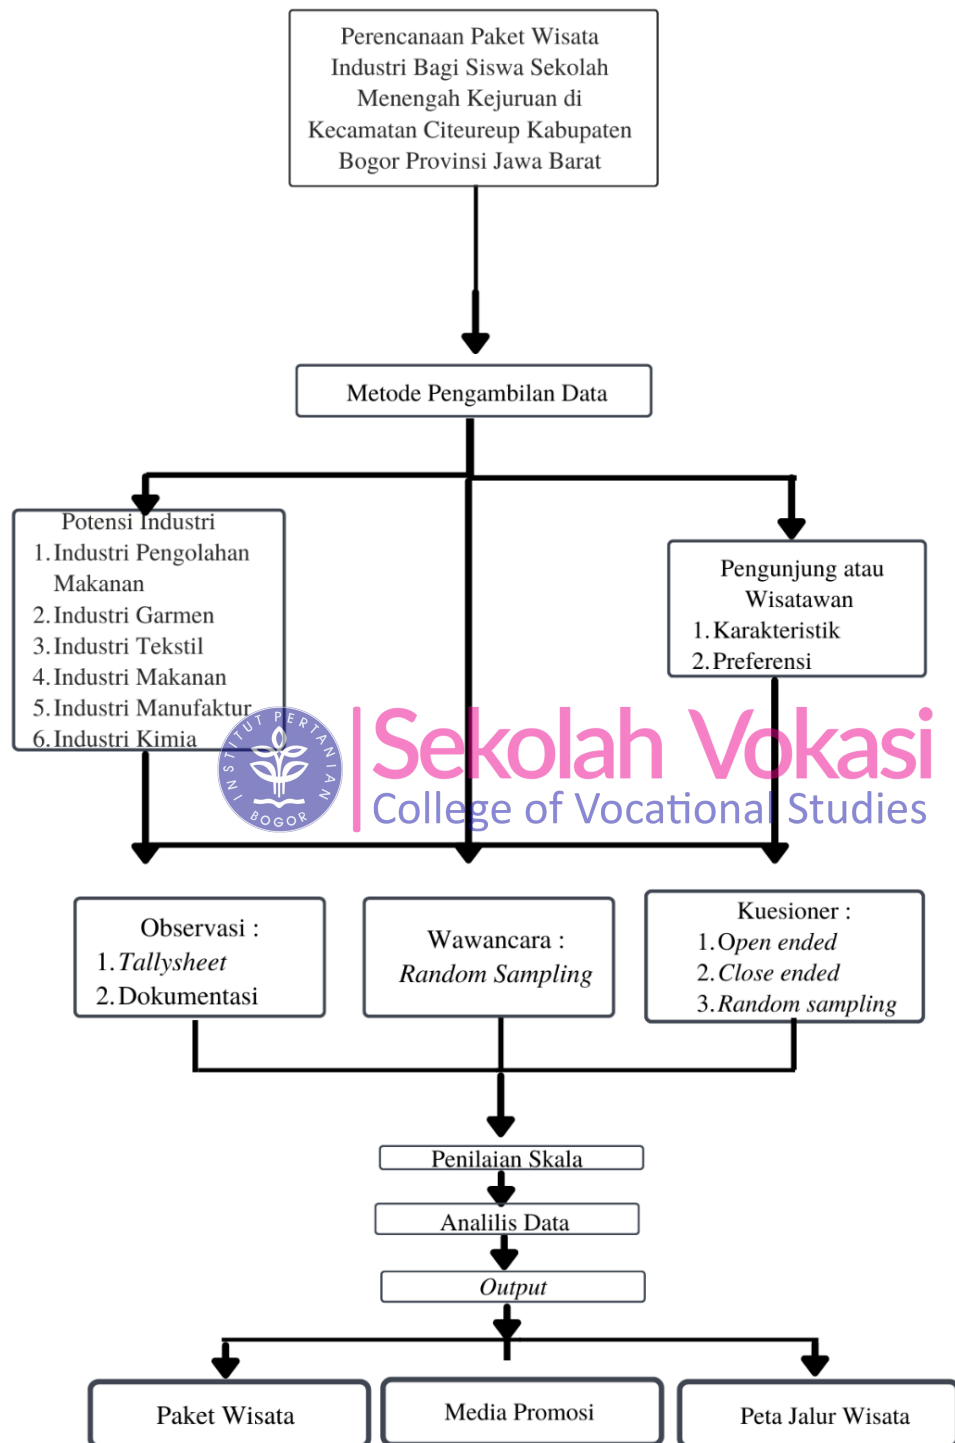 Perencanaan Paket Wisata
Industri Bagi Siswa Sekolah
Menengah Kejuruan di
Kecamatan Citeureup Kabupaten
Bogor Provinsi Jawa Barat
Metode Pengambilan Data
Potensi Industri
1. Industri Pengolahan
Makanan
2. Industri Garmen
3. Industri Tekstil
4. Industri Makanan
5. Industri Manufaktur
6. Industri Kimia
Pengunjung atau
Wisatawan
1. Karakteristik
2. Preferensi
INSTITUT PERTANIAN
BOGOR
Sekolah Vokasi
College of Vocational Studies
Observasi :
1. Tallysheet
2. Dokumentasi
Wawancara :
Random Sampling
Kuesioner :
1. Open ended
2. Close ended
3. Random sampling
Penilaian Skala
Analilis Data
Output
Paket Wisata
Media Promosi
Peta Jalur Wisata